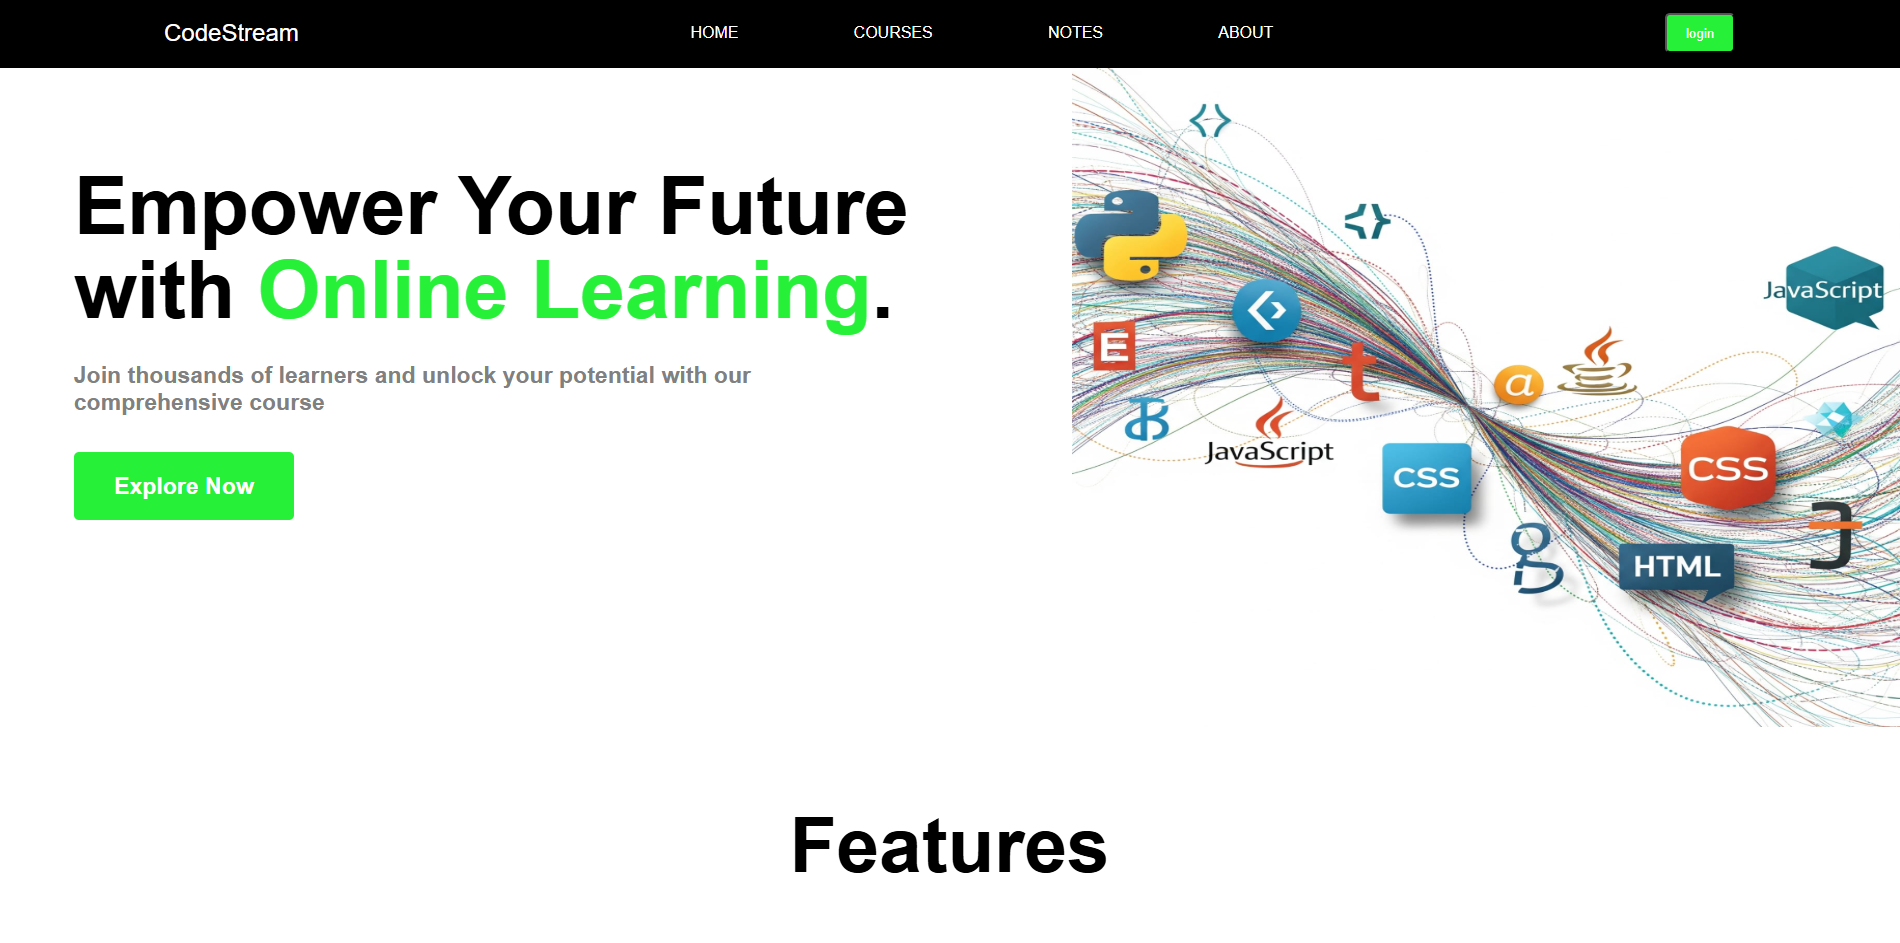 CodeStream
HOME
COURSES
NOTES
ABOUT
login
Empower Your Future
with Online Learning.
Join thousands of learners and unlock your potential with our
comprehensive course
Explore Now
JavaScript
E
t
a
B
JavaScript
CSS
CSS
J
g
HTML
Features